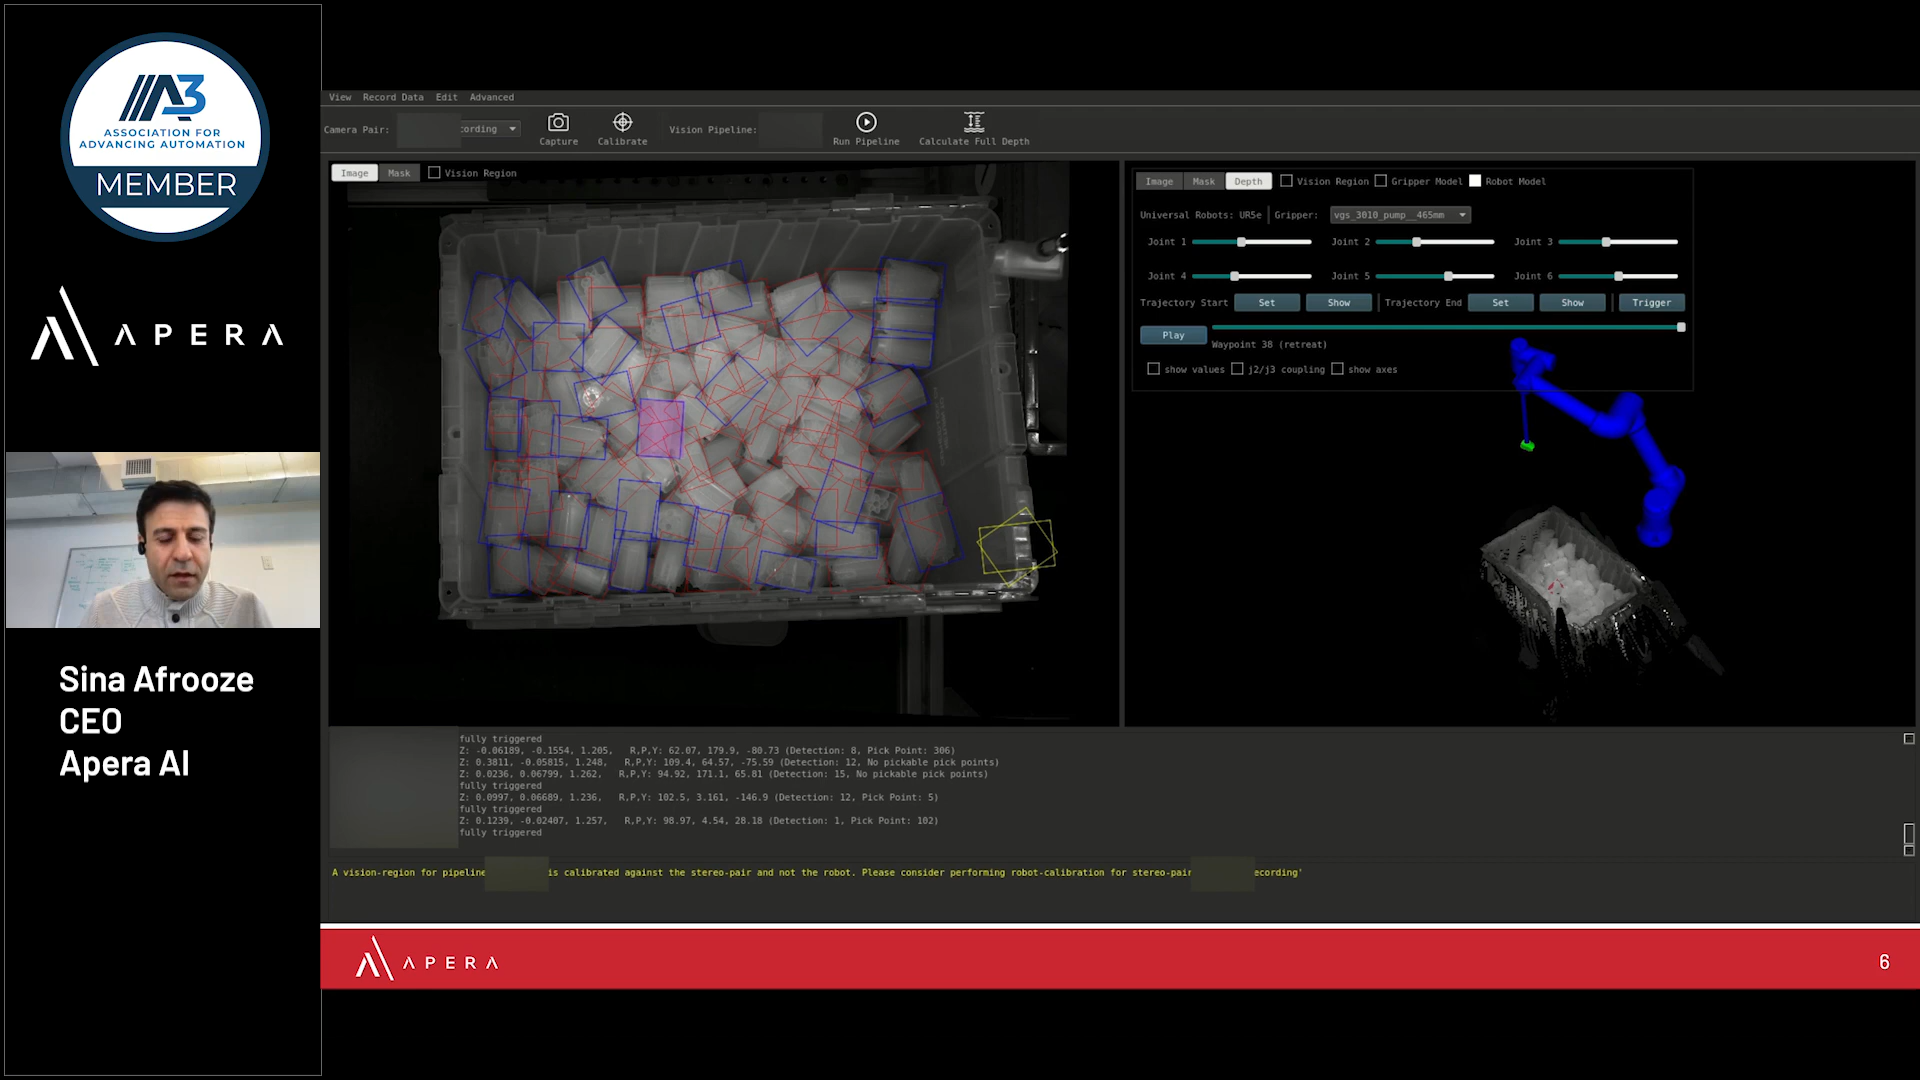 A3
ASSOCIATION FOR
ADVANCING AUTOMATION
MEMBER
APERA
Sina Afrooze
CEO
Apera AI
View Record Data Edit Advanced
Camera Pair: cording Capture Calibrate Vision Pipeline: Run Pipeline Calculate Full Depth
Image Mask Vision Region
Image Mask Depth Vision Region Gripper Model Robot Model
Universal Robots: UR5e Gripper: vgs_3010_pump__465mm
Joint 1 Joint 2 Joint 3
Joint 4 Joint 5 Joint 6
Trajectory Start Set Show Trajectory End Set Show Trigger
Play
Waypoint 38 (retreat)
show values j2/j3 coupling show axes
fully triggered
Z: -0.06189, -0.1554, 1.205, R,P,Y: 62.07, 179.9, -80.73 (Detection: 8, Pick Point: 306)
Z: 0.3811, -0.05815, 1.248, R,P,Y: 109.4, 64.57, -75.59 (Detection: 12, No pickable pick points)
Z: 0.0236, 0.06799, 1.262, R,P,Y: 94.92, 171.1, 65.81 (Detection: 15, No pickable pick points)
fully triggered
Z: 0.0997, 0.06689, 1.236, R,P,Y: 102.5, 3.161, -146.9 (Detection: 12, Pick Point: 5)
fully triggered
Z: 0.1239, -0.02407, 1.257, R,P,Y: 98.97, 4.54, 28.18 (Detection: 1, Pick Point: 102)
fully triggered
A vision-region for pipeline is calibrated against the stereo-pair and not the robot. Please consider performing robot-calibration for stereo-pair ecording'
APERA
6